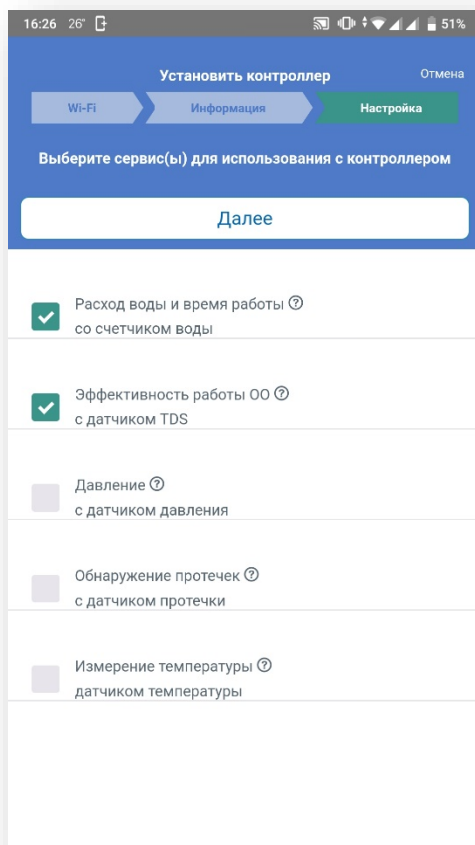 16:26 26° 51%
Установить контроллер Отмена
Wi-Fi Информация Настройка
Выберите сервис(ы) для использования с контроллером
Далее
Расход воды и время работы
со счетчиком воды
Эффективность работы ОО
с датчиком TDS
Давление
с датчиком давления
Обнаружение протечек
с датчиком протечки
Измерение температуры
датчиком температуры